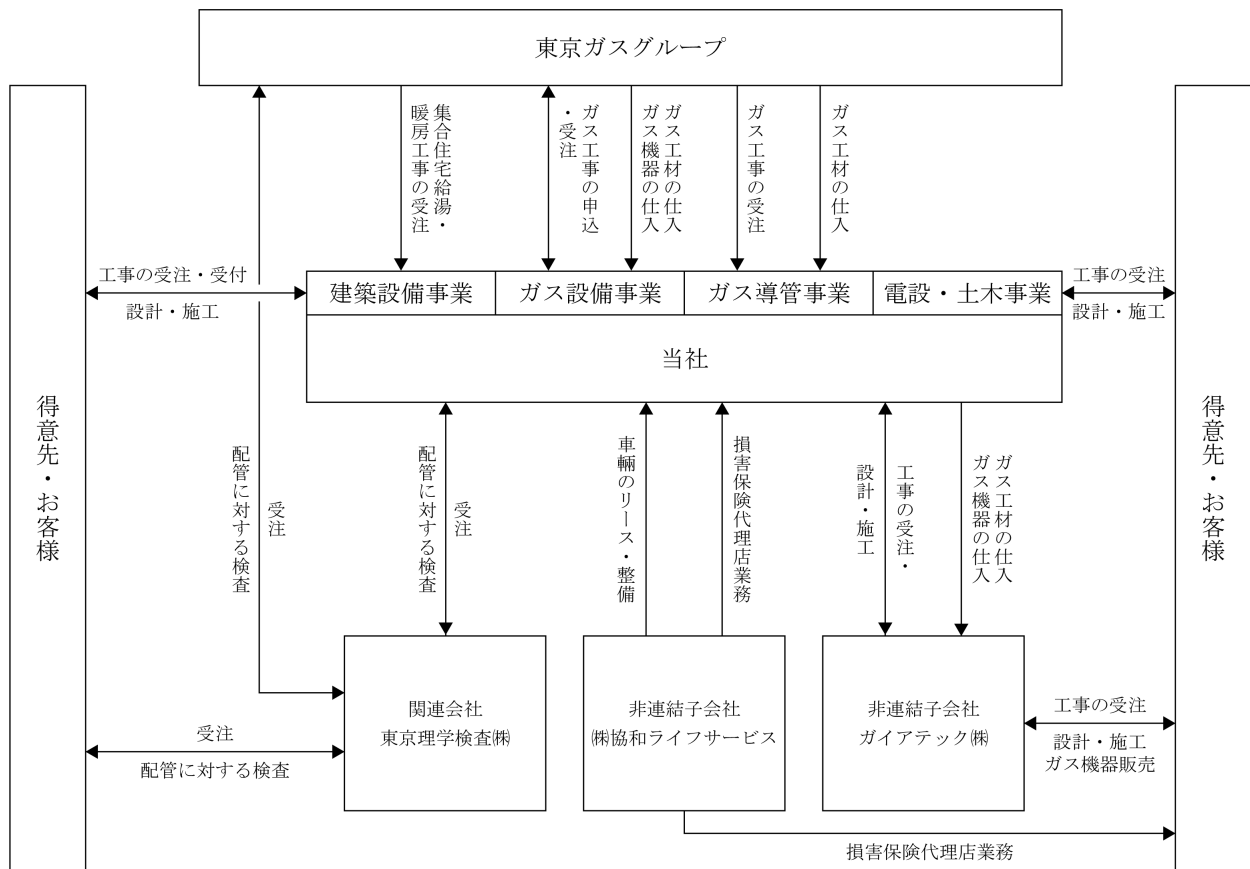 東京ガスグループ
集合住宅給湯・
暖房工事の受注
ガス工事の申込
・受注
ガス工材の仕入
ガス機器の仕入
ガス工事の受注
ガス工材の仕入
工事の受注・受付
設計・施工
建築設備事業
ガス設備事業
ガス導管事業
電設・土木事業
工事の受注
設計・施工
当社
得意先・お客様
得意先・お客様
受注
配管に対する検査
受注
配管に対する検査
車輛のリース・整備
損害保険代理店業務
工事の受注・
設計・施工
ガス工材の仕入
ガス機器の仕入
関連会社
東京理学検査㈱
非連結子会社
㈱協和ライフサービス
非連結子会社
ガイアテック㈱
受注
配管に対する検査
工事の受注
設計・施工
ガス機器販売
損害保険代理店業務